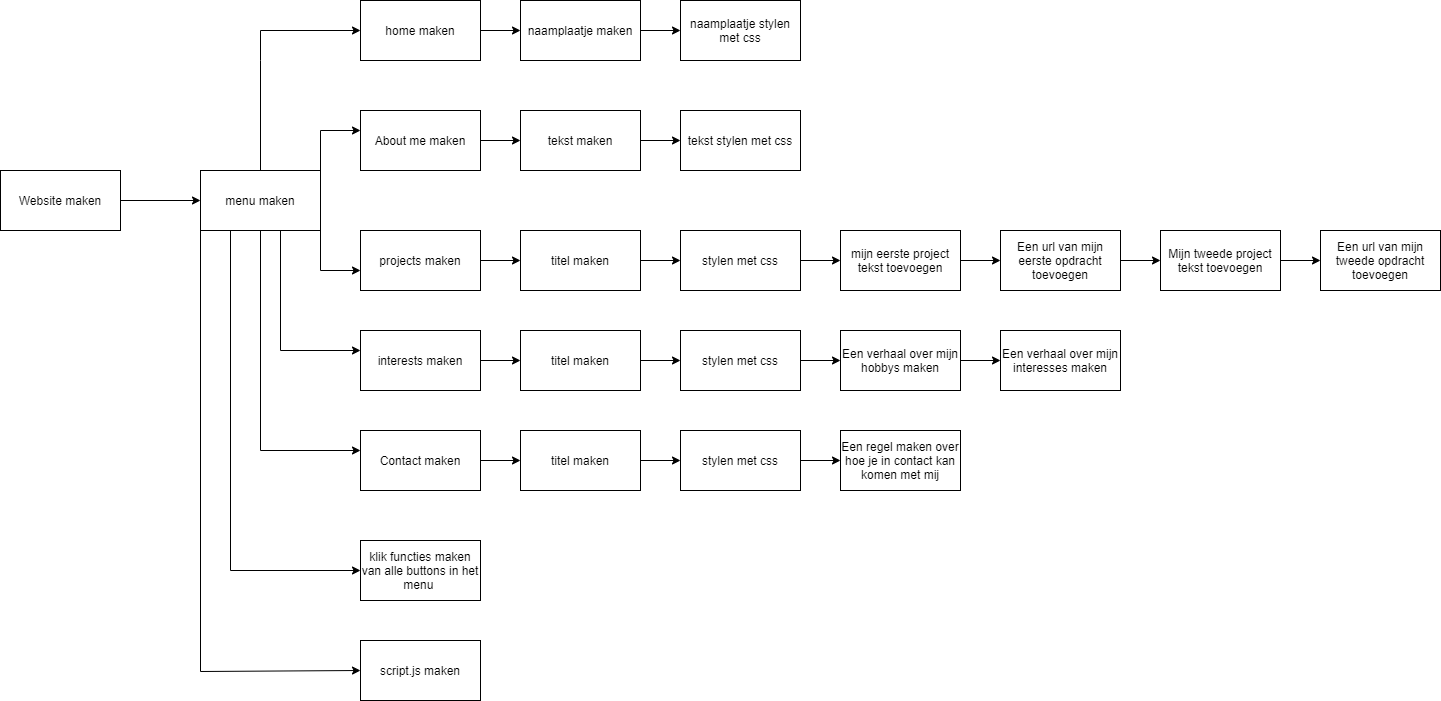 home maken
naamplaatje maken
naamplaatje stylen
met css
About me maken
tekst maken
tekst stylen met css
Website maken
menu maken
projects maken
titel maken
stylen met css
mijn eerste project
tekst toevoegen
Een url van mijn
eerste opdracht
toevoegen
Mijn tweede project
tekst toevoegen
Een url van mijn
tweede opdracht
toevoegen
interests maken
titel maken
stylen met css
Een verhaal over mijn
hobbys maken
Een verhaal over mijn
interesses maken
Contact maken
titel maken
stylen met css
Een regel maken over
hoe je in contact kan
komen met mij
klik functies maken
van alle buttons in het
menu
script.js maken